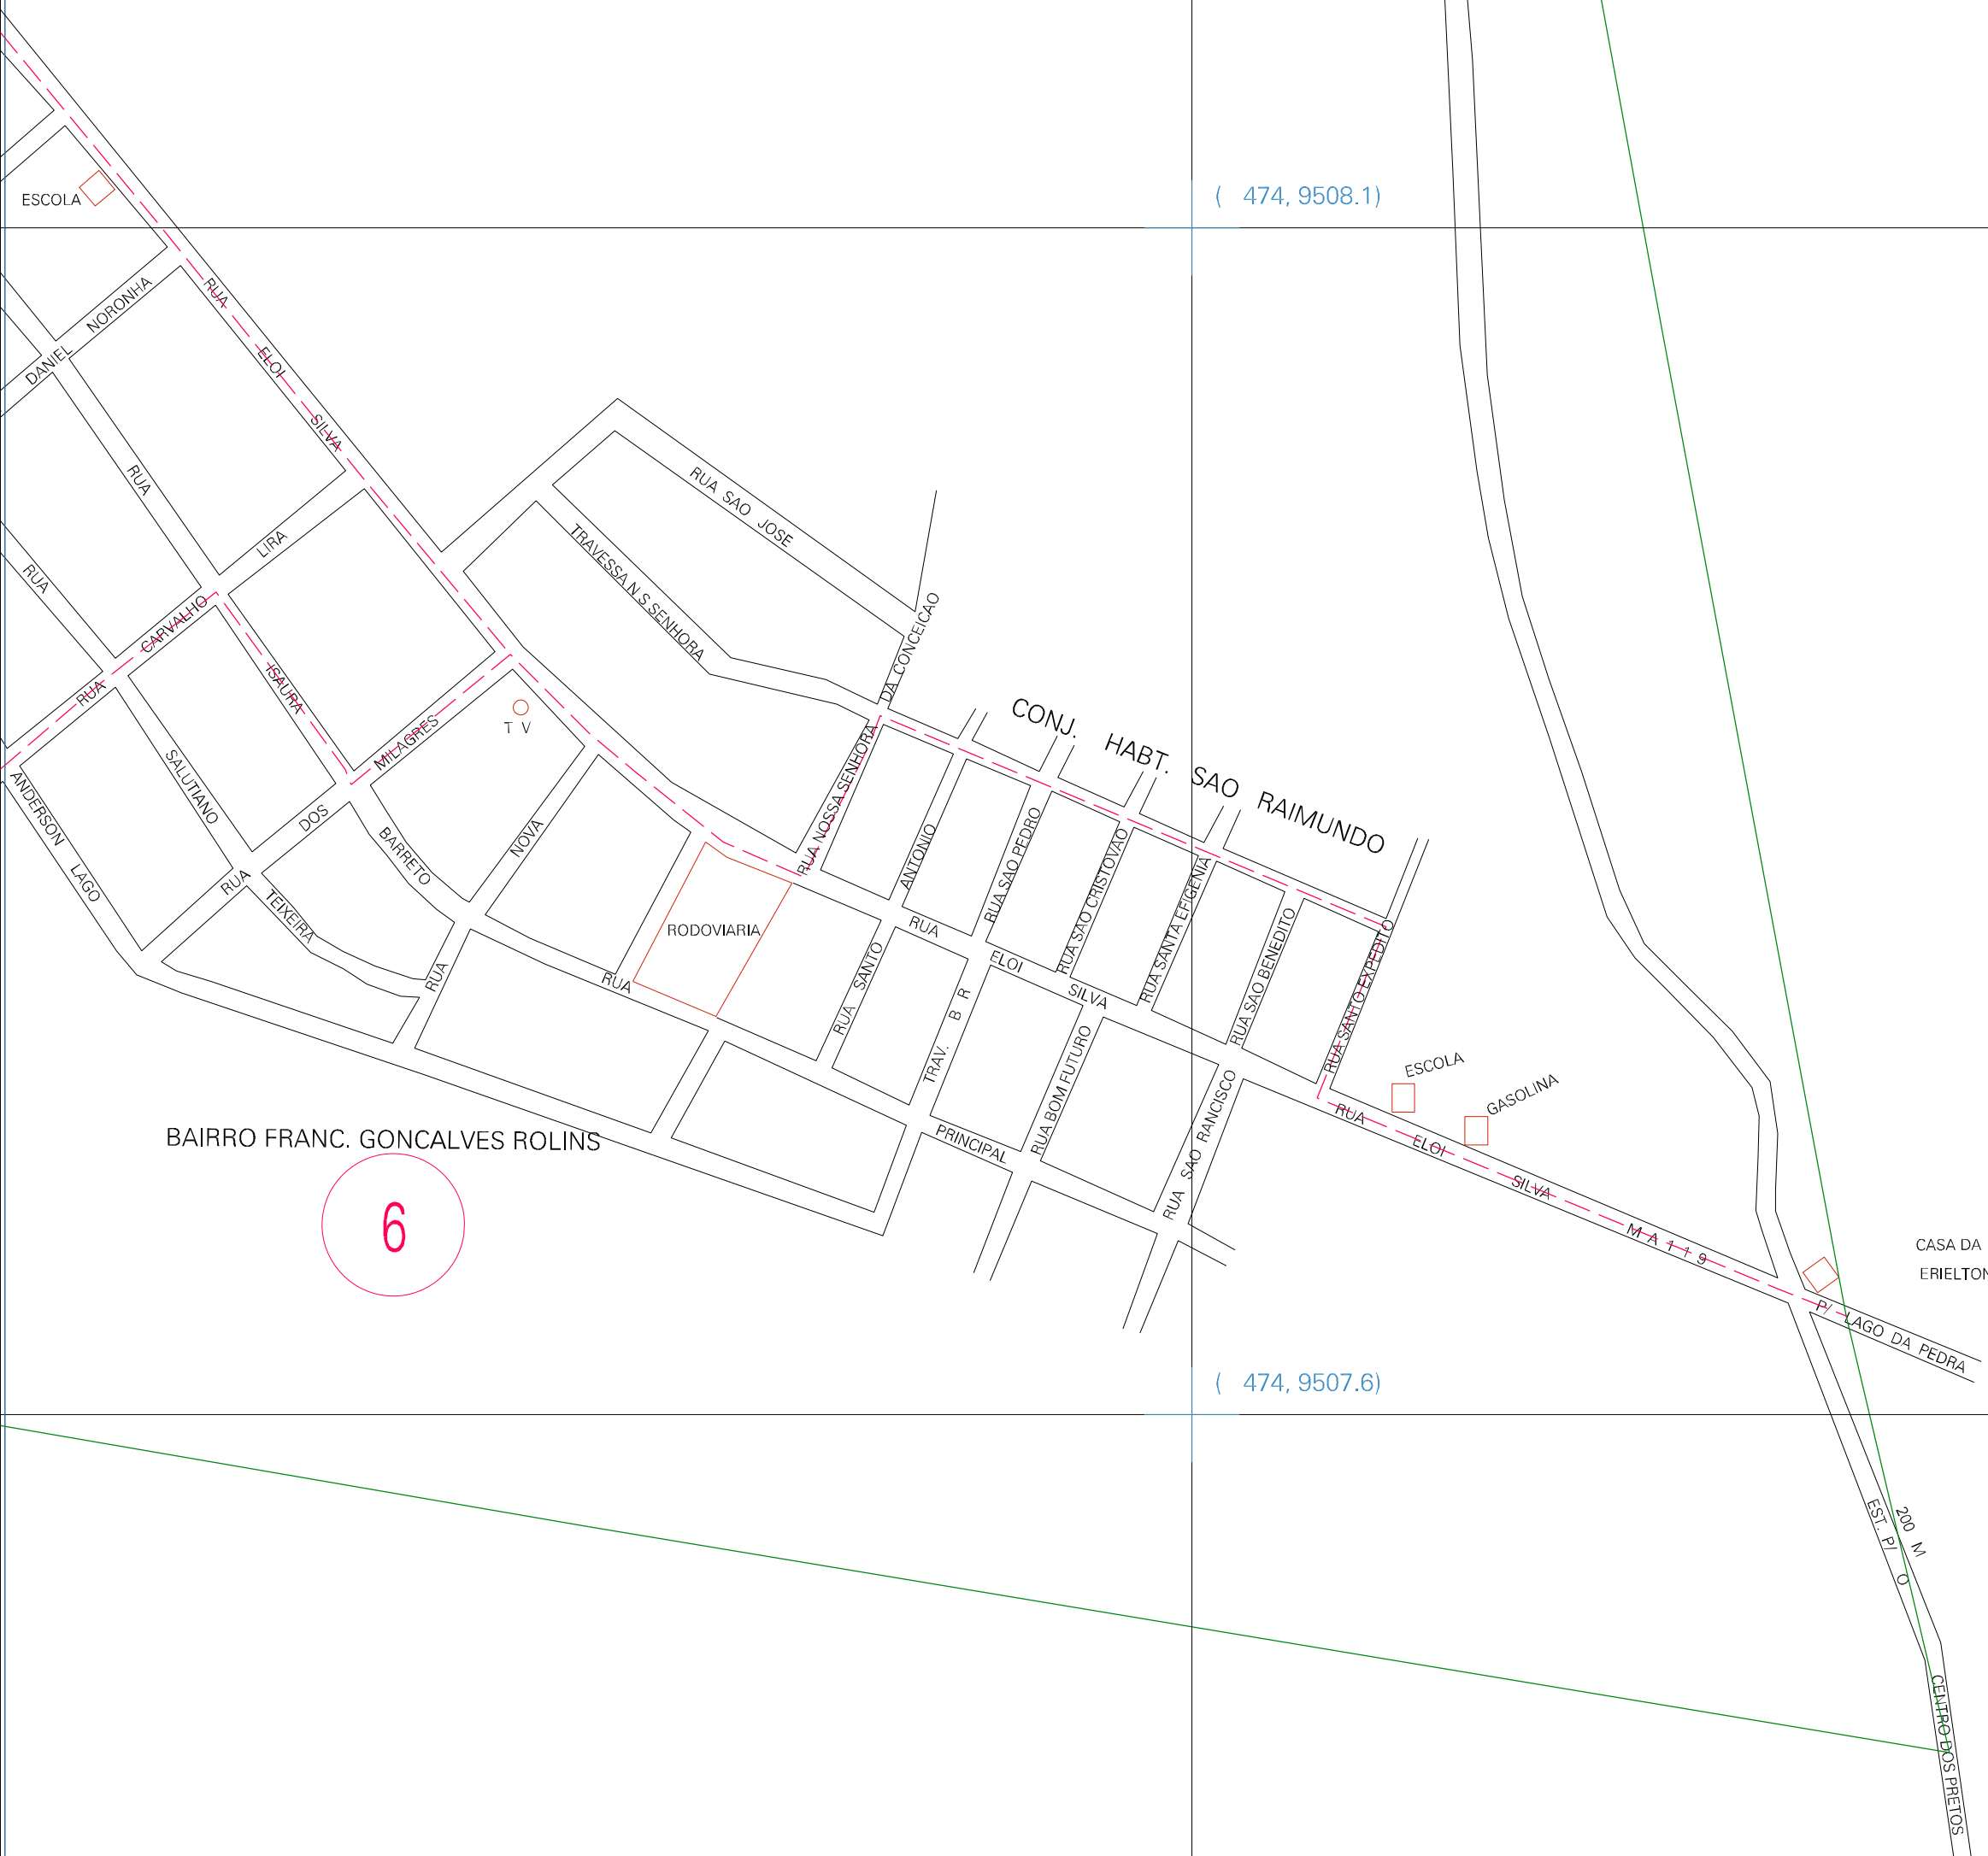 ( 474, 9508.1)
ESCOLA
DANIEL NORONHA
RUA ELOI SILVA
RUA SAO JOSE
TRAVESSA N S SENHORA
RUA CARVALHO LIRA
RUA ISAURA BARRETO
RUA SALUTIANO TEIXEIRA
ANDERSON LAGO
RUA DOS MILAGRES
T V
RUA NOVA
RUA NOSSA SENHORA DA CONCEICAO
CONJ. HABT. SAO RAIMUNDO
RODOVIARIA
RUA SANTO ANTONIO
RUA SAO PEDRO
RUA SAO CRISTOVAO
RUA SANTA EFIGENIA
RUA SAO BENEDITO
RUA SANTO EXPEDITO
RUA ELOI SILVA
TRAV. B R
RUA BOM FUTURO
RUA SAO RANCISCO
RUA PRINCIPAL
ESCOLA
GASOLINA
RUA ELOI SILVA
M A 1 1 9
P/ LAGO DA PEDRA
CASA DA
ERIELTON
BAIRRO FRANC. GONCALVES ROLINS
6
( 474, 9507.6)
200 M
EST. P/ O
CENTRO DOS PRETOS